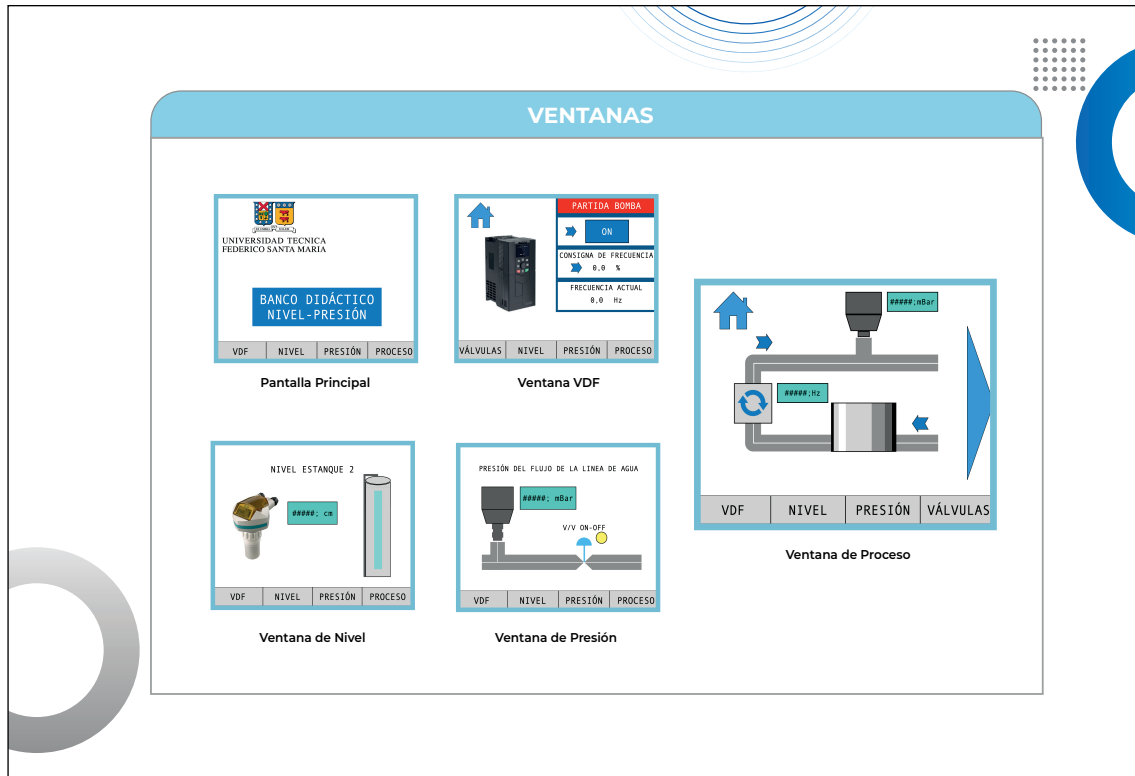 VENTANAS
UNIVERSIDAD TECNICA
FEDERICO SANTA MARIA
BANCO DIDÁCTICO
NIVEL-PRESIÓN
VDF NIVEL PRESIÓN PROCESO
Pantalla Principal
PARTIDA BOMBA
ON
CONSIGNA DE FRECUENCIA
0,0 %
FRECUENCIA ACTUAL
0,0 Hz
VÁLVULAS NIVEL PRESIÓN PROCESO
Ventana VDF
NIVEL ESTANQUE 2
#####; cm
VDF NIVEL PRESIÓN PROCESO
Ventana de Nivel
PRESIÓN DEL FLUJO DE LA LINEA DE AGUA
#####; mBar
V/V ON-OFF
VDF NIVEL PRESIÓN PROCESO
Ventana de Presión
#####;mBar
#####;Hz
VDF NIVEL PRESIÓN VÁLVULAS
Ventana de Proceso